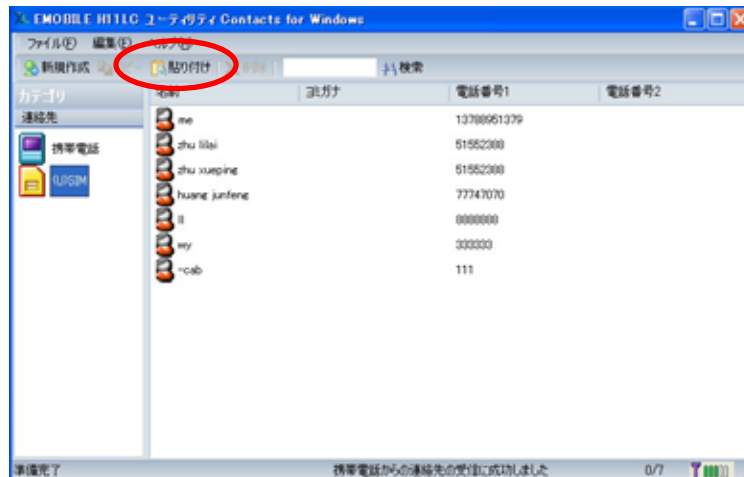 EMOBILE H11LC ユーティリティ Contacts for Windows
ファイル(F) 編集(E)
新規作成 貼り付け 削除 検索
カテゴリ 名前 ヨミガナ 電話番号1 電話番号2
連絡先
携帯電話
(U)SIM
me 13788951379
zhu lilei 51552388
zhu xueping 51552388
huang junfeng 77747070
ll 8888888
wy 333333
~cab 111
準備完了 携帯電話からの連絡先の受信に成功しました 0/7